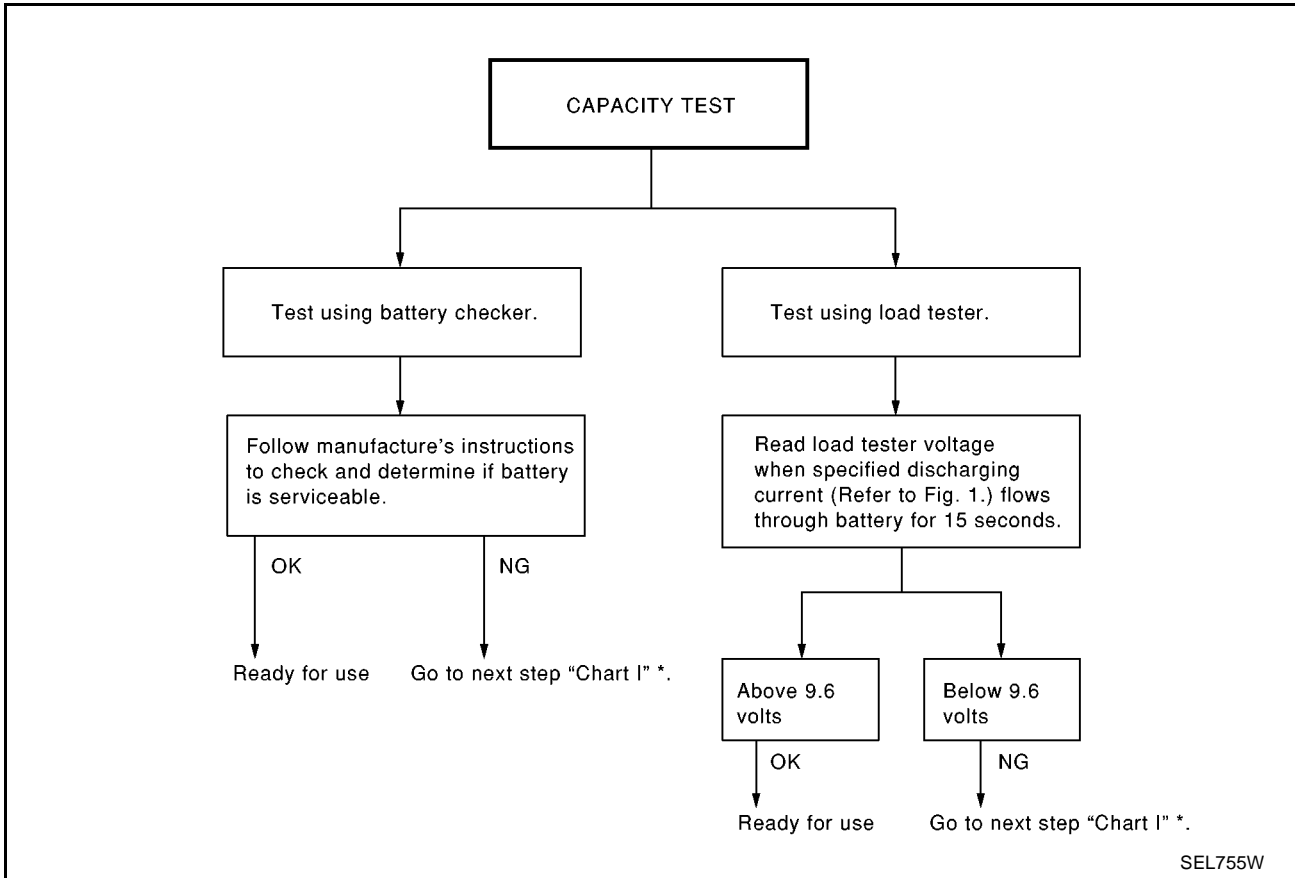 CAPACITY TEST
Test using battery checker.
Test using load tester.
Follow manufacture's instructions
to check and determine if battery
is serviceable.
Read load tester voltage
when specified discharging
current (Refer to Fig. 1.) flows
through battery for 15 seconds.
OK
NG
Ready for use
Go to next step “Chart I” *.
Above 9.6
volts
Below 9.6
volts
OK
NG
Ready for use
Go to next step “Chart I” *.
SEL755W